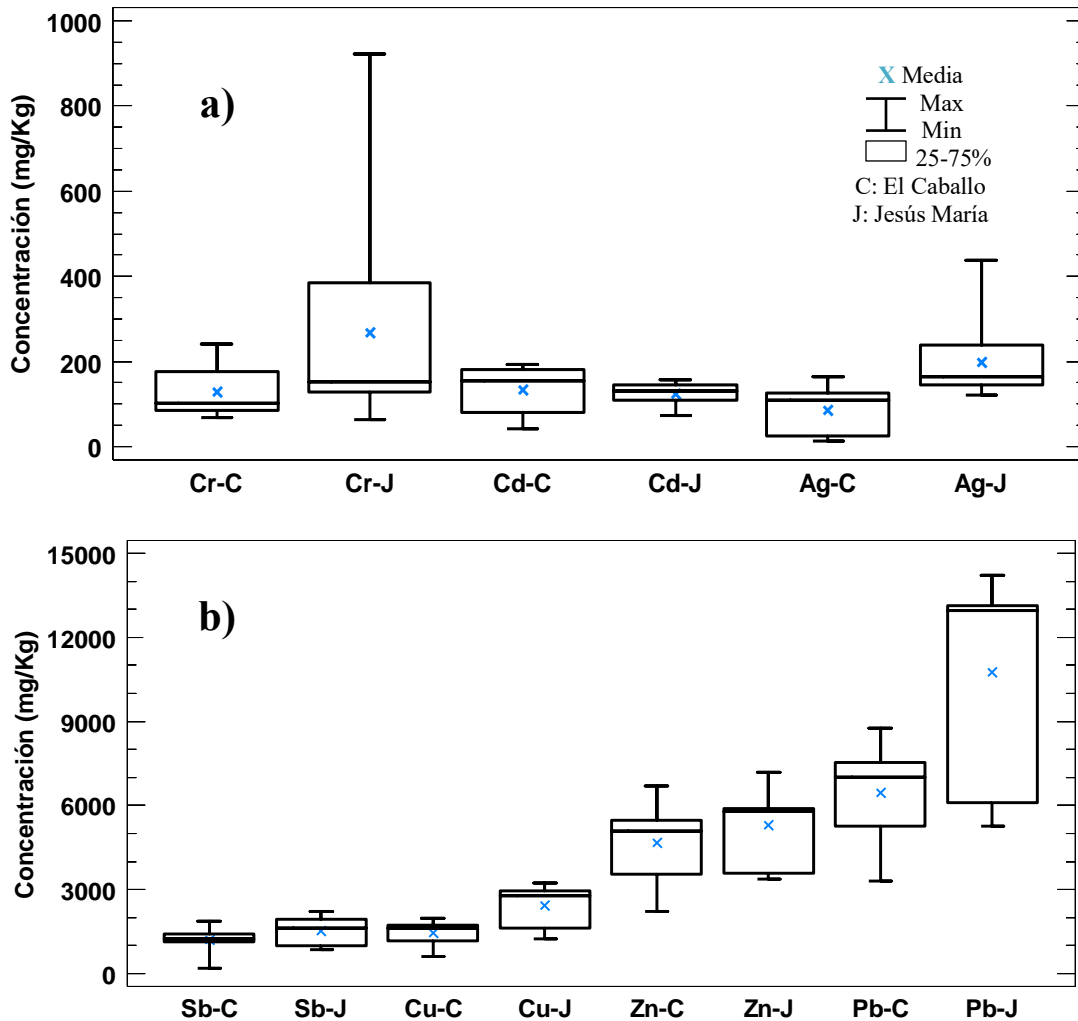 1000
800
600
400
200
0
Concentración (mg/Kg)
a)
X Media
Max
Min
25-75%
C: El Caballo
J: Jesús María
Cr-C Cr-J Cd-C Cd-J Ag-C Ag-J
15000
12000
9000
6000
3000
0
Concentración (mg/Kg)
b)
Sb-C Sb-J Cu-C Cu-J Zn-C Zn-J Pb-C Pb-J